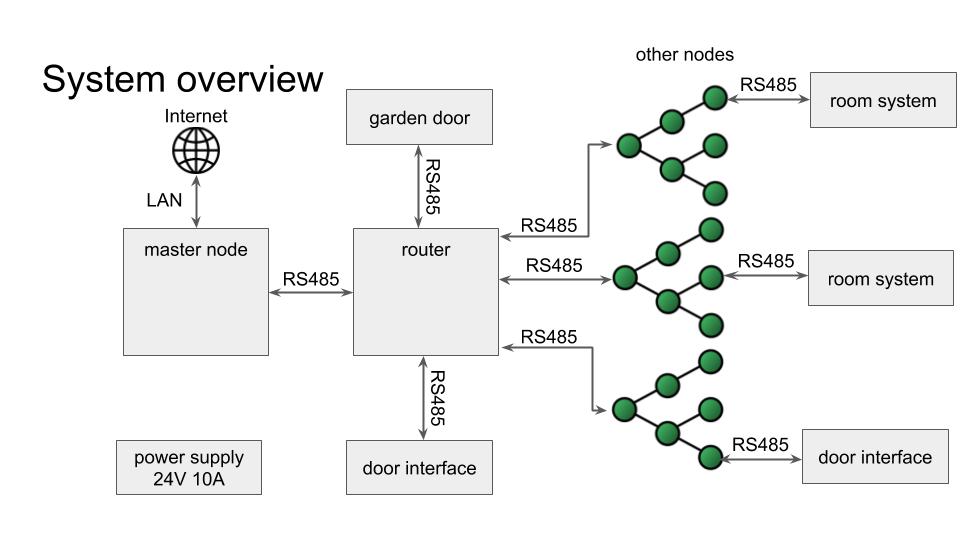 System overview
other nodes
Internet
LAN
master node
RS485
garden door
RS485
router
RS485
RS485
RS485
RS485
door interface
power supply
24V 10A
RS485
room system
RS485
room system
RS485
door interface